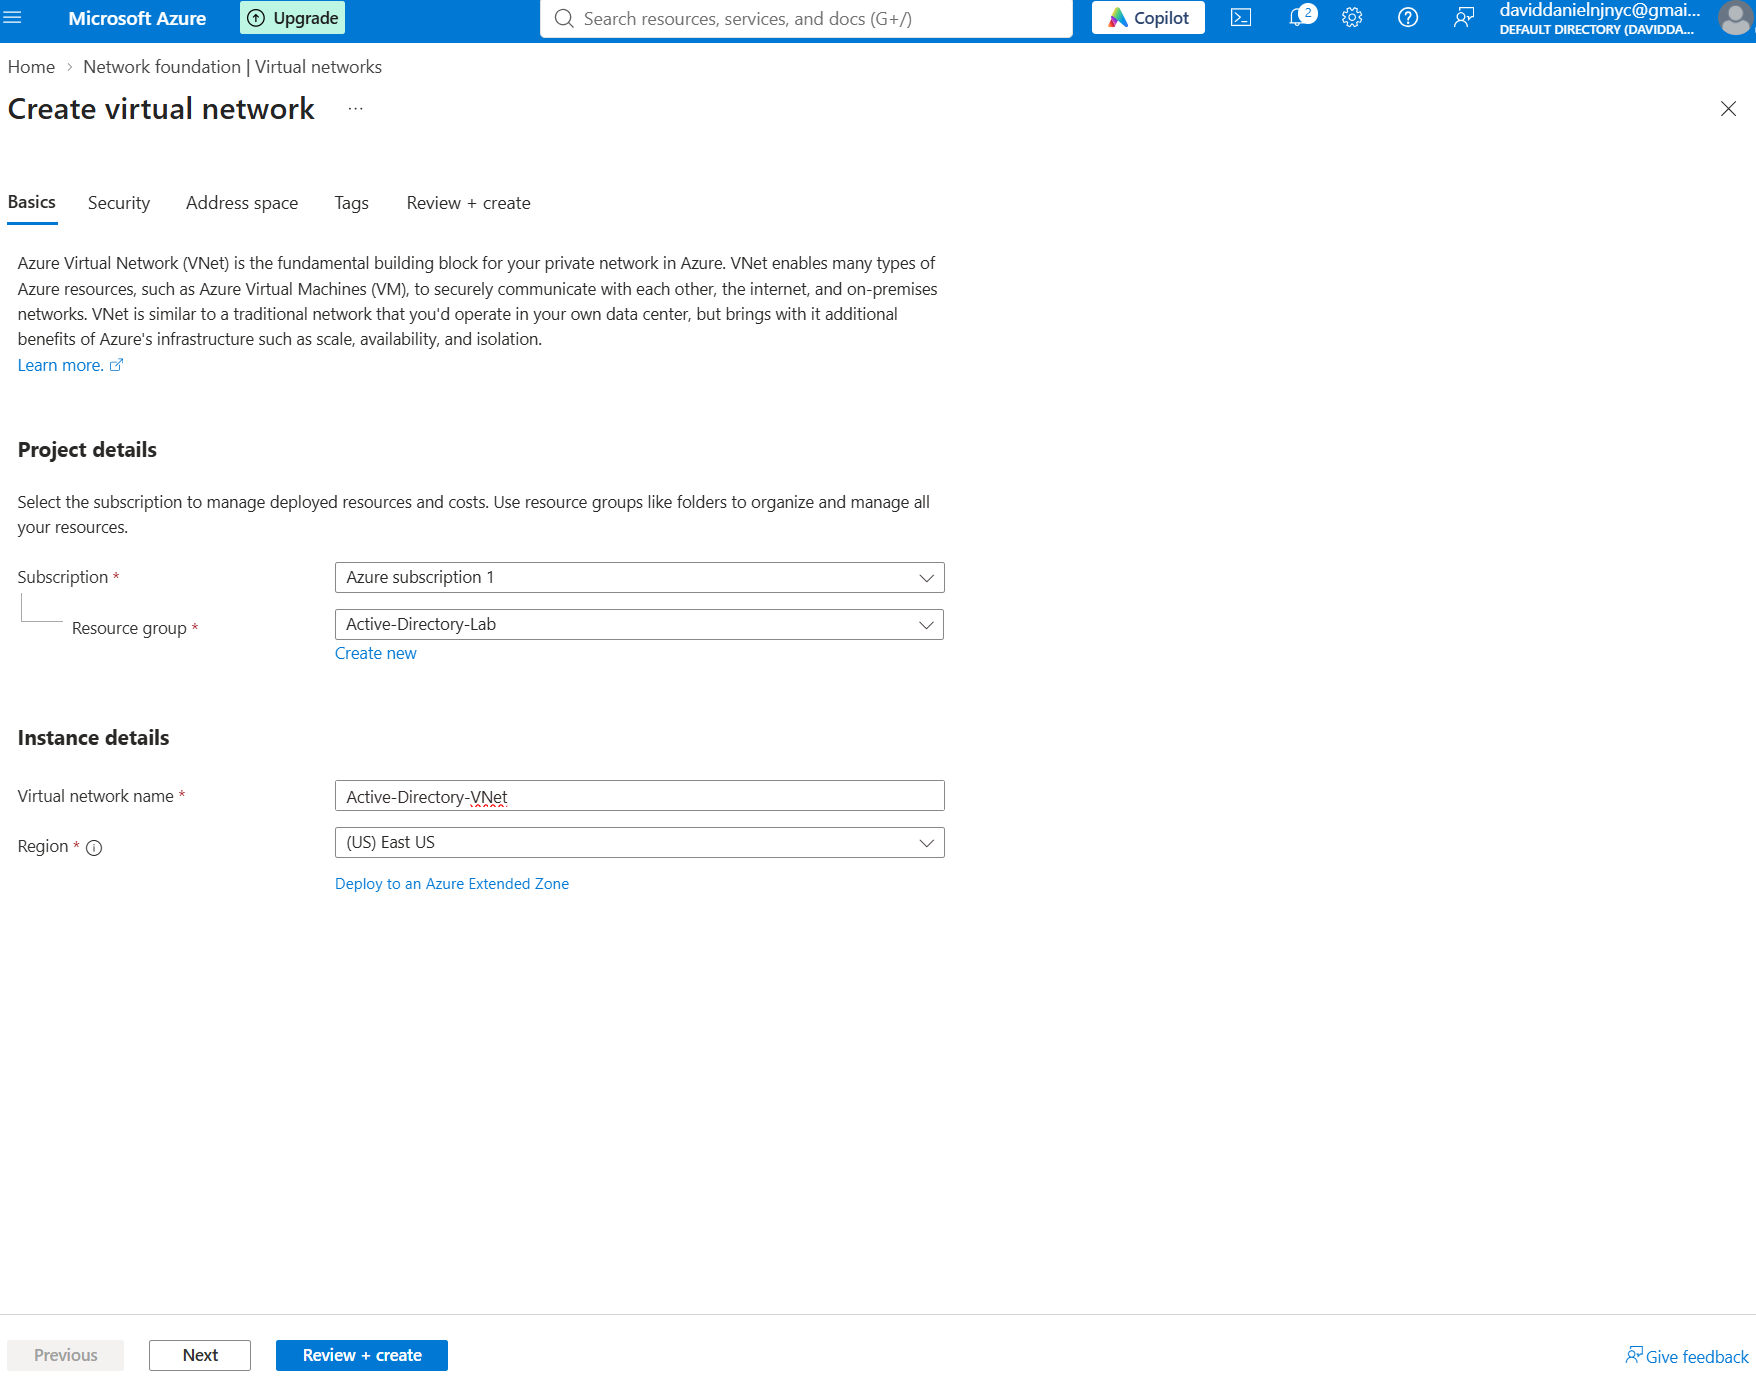 Microsoft Azure
Upgrade
Search resources, services, and docs (G+/)
Copilot
2
daviddanielnjnyc@gmai...
DEFAULT DIRECTORY (DAVIDDA...
Home > Network foundation | Virtual networks
Create virtual network ...
Basics Security Address space Tags Review + create
Azure Virtual Network (VNet) is the fundamental building block for your private network in Azure. VNet enables many types of
Azure resources, such as Azure Virtual Machines (VM), to securely communicate with each other, the internet, and on-premises
networks. VNet is similar to a traditional network that you'd operate in your own data center, but brings with it additional
benefits of Azure's infrastructure such as scale, availability, and isolation.
Learn more.
Project details
Select the subscription to manage deployed resources and costs. Use resource groups like folders to organize and manage all
your resources.
Subscription * Azure subscription 1
Resource group * Active-Directory-Lab
Create new
Instance details
Virtual network name * Active-Directory-VNet
Region * (US) East US
Deploy to an Azure Extended Zone
Previous Next Review + create Give feedback